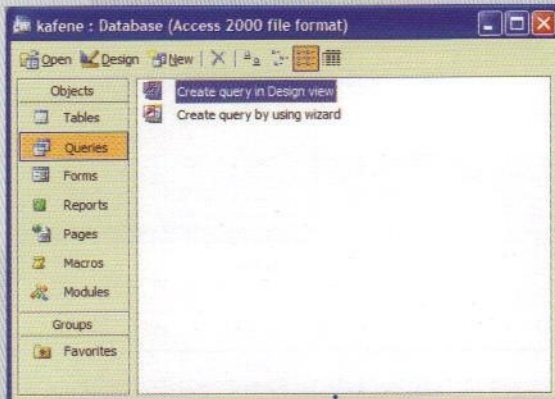 kafene : Database (Access 2000 file format)
Open Design New
Objects
Tables
Queries
Forms
Reports
Pages
Macros
Modules
Groups
Favorites
Create query in Design view
Create query by using wizard